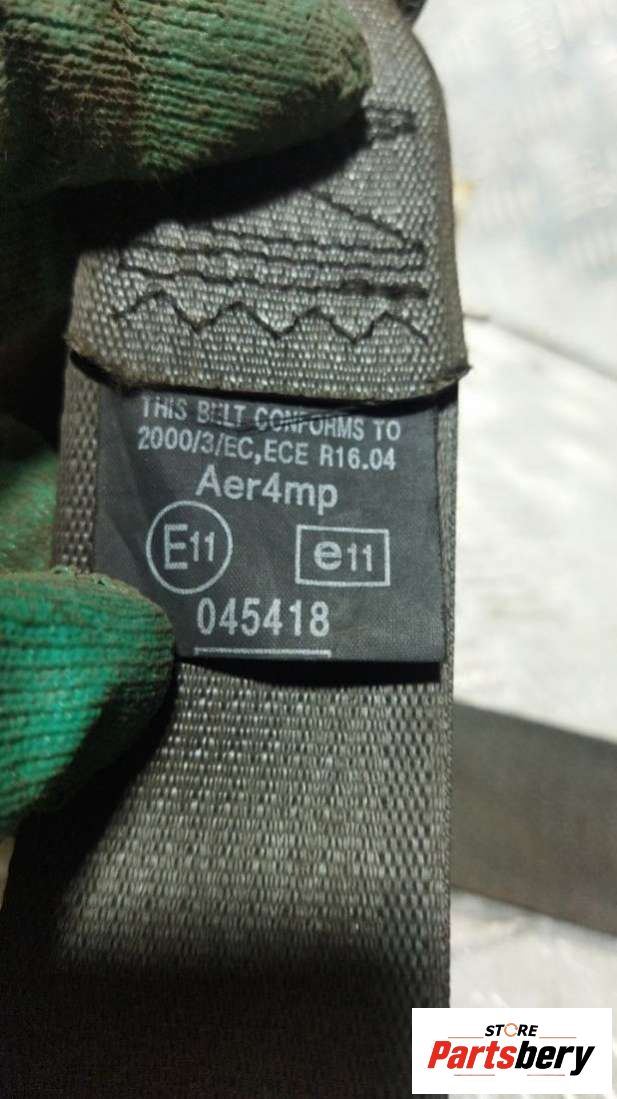 THIS BELT CONFORMS TO
2000/3/EC,ECE R16.04
Aer4mp
E11 e11
045418
STORE
Partsbery